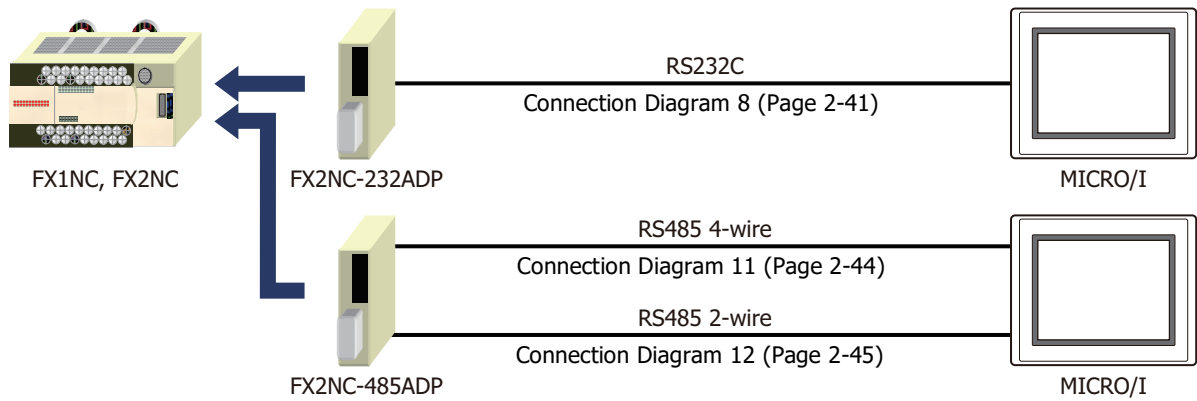 RS232C
Connection Diagram 8 (Page 2-41)
FX1NC, FX2NC
FX2NC-232ADP
MICRO/I
RS485 4-wire
Connection Diagram 11 (Page 2-44)
RS485 2-wire
Connection Diagram 12 (Page 2-45)
FX2NC-485ADP
MICRO/I